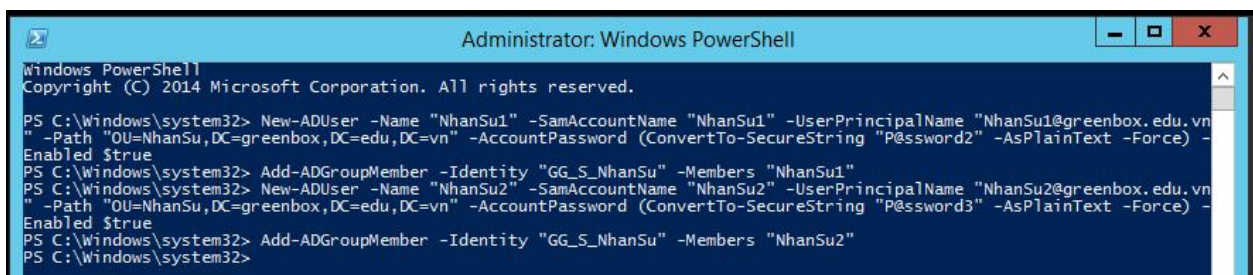 Administrator: Windows PowerShell
Windows PowerShell
Copyright (C) 2014 Microsoft Corporation. All rights reserved.
PS C:\Windows\system32> New-ADUser -Name "NhanSu1" -SamAccountName "NhanSu1" -UserPrincipalName "NhanSu1@greenbox.edu.vn
" -Path "OU=NhanSu,DC=greenbox,DC=edu,DC=vn" -AccountPassword (ConvertTo-SecureString "P@ssword2" -AsPlainText -Force) -
Enabled $true
PS C:\Windows\system32> Add-ADGroupMember -Identity "GG_S_NhanSu" -Members "NhanSu1"
PS C:\Windows\system32> New-ADUser -Name "NhanSu2" -SamAccountName "NhanSu2" -UserPrincipalName "NhanSu2@greenbox.edu.vn
" -Path "OU=NhanSu,DC=greenbox,DC=edu,DC=vn" -AccountPassword (ConvertTo-SecureString "P@ssword3" -AsPlainText -Force) -
Enabled $true
PS C:\Windows\system32> Add-ADGroupMember -Identity "GG_S_NhanSu" -Members "NhanSu2"
PS C:\Windows\system32>